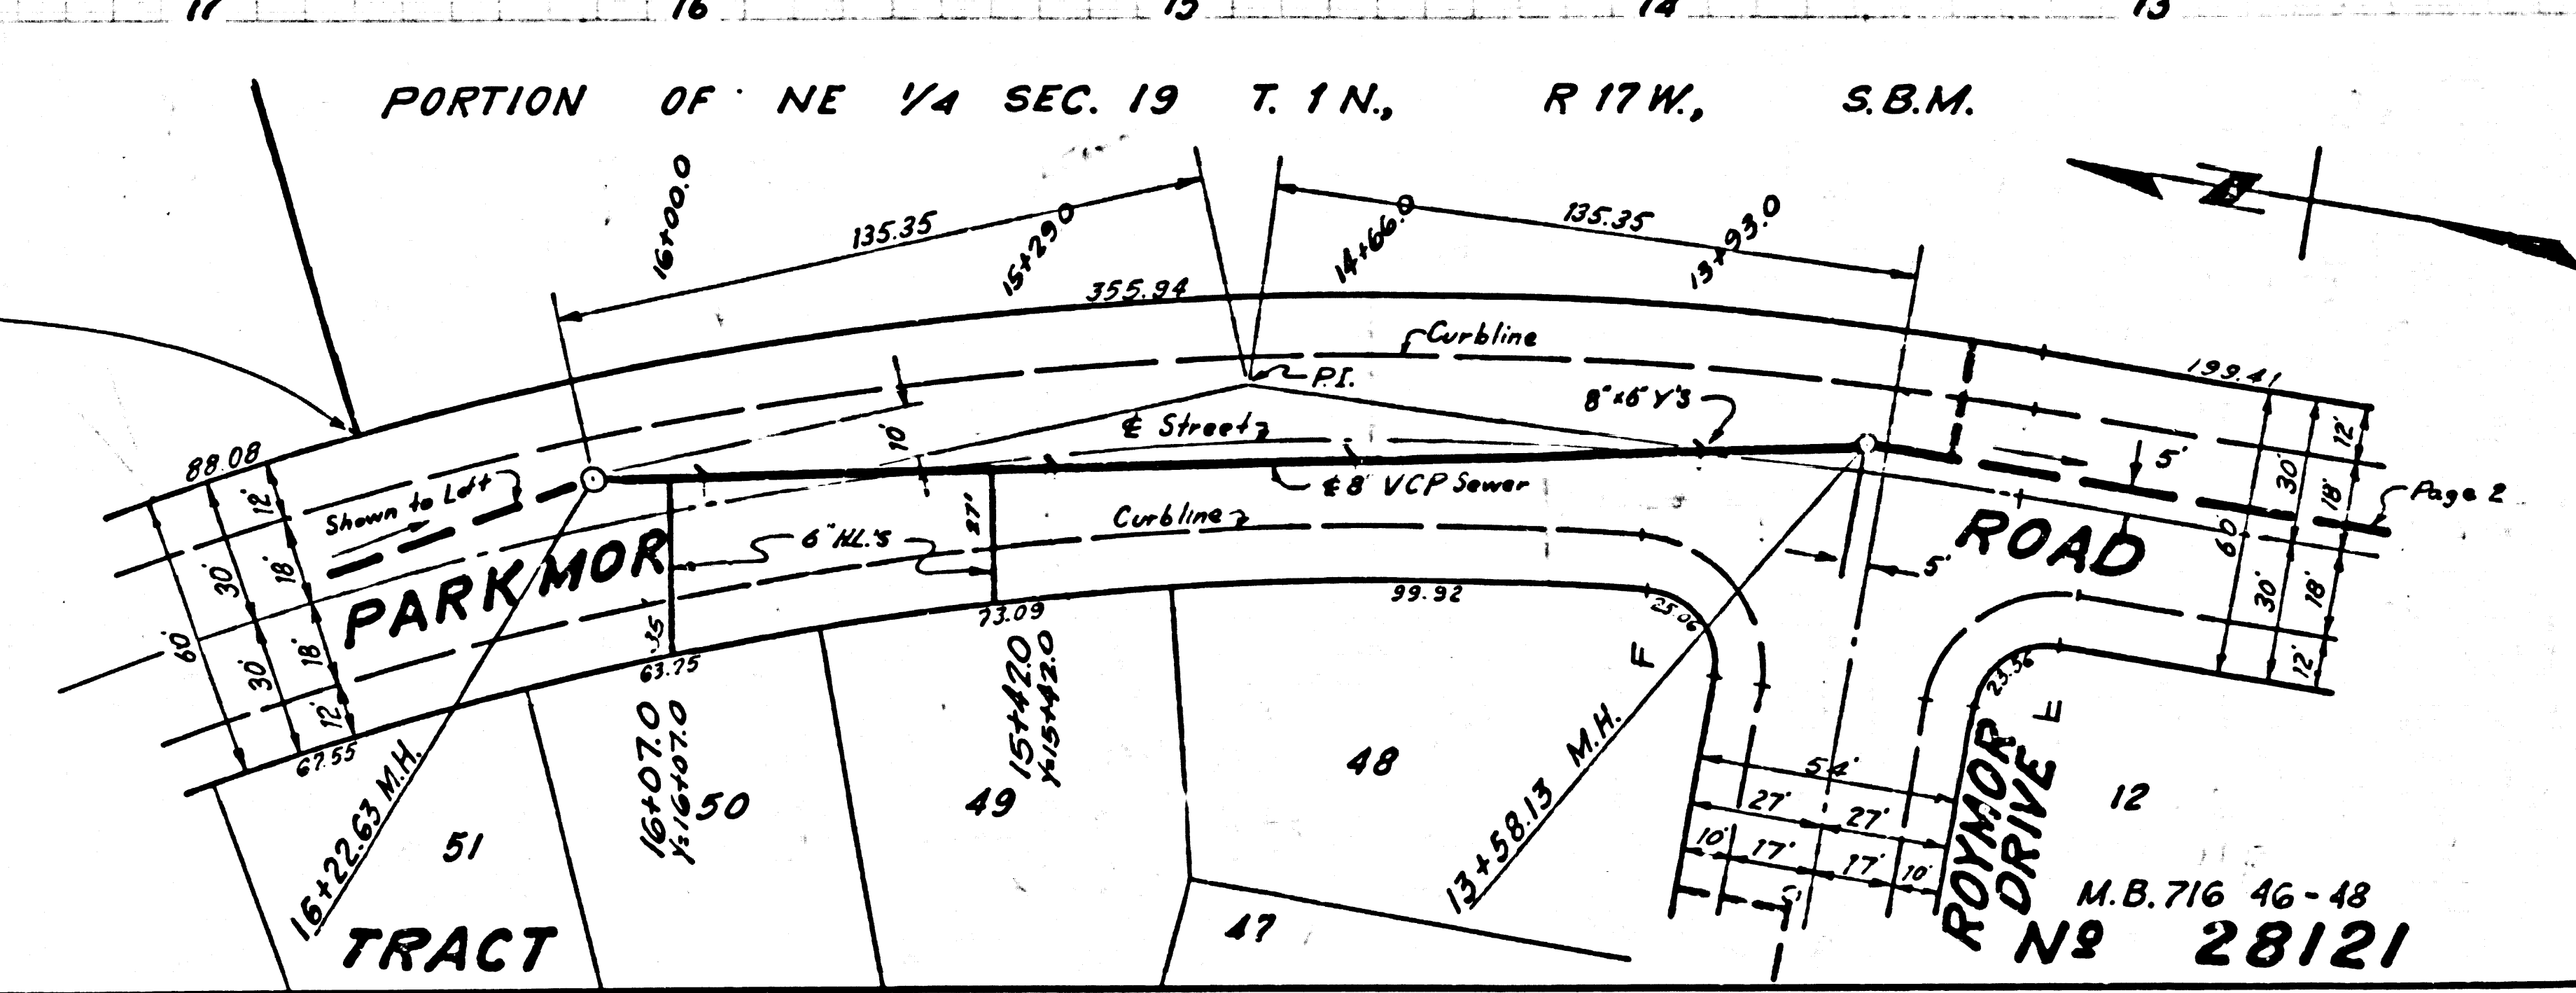 17 16 15 14 13
PORTION OF NE 1/4 SEC. 19 T. 1 N., R 17 W., S.B.M.
16+00.0
135.35
15+29.0
14+66.0
135.35
13+93.0
N
355.94
Curbline
P.I.
8"x6" Y'S
℄ Street
199.41
88.08
12'
18'
30'
30'
18'
12'
60'
Shown to Left
10'
℄ 8" VCP Sewer
Curbline
6" H.L.'S
27'
35'
5'
5'
Page 2
PARKMOR ROAD
12'
18'
30'
60'
30'
18'
12'
67.55
63.75
73.09
99.92
25.06
23.56
F
E
16+22.63 M.H.
16+07.0
Y=16+07.0
15+42.0
Y=15+42.0
13+58.13 M.H.
51
50
49
48
47
12
54'
27' 27'
10' 17' 17' 10'
5'
ROYMOR
DRIVE
M.B. 716 46-48
TRACT Nº 28121